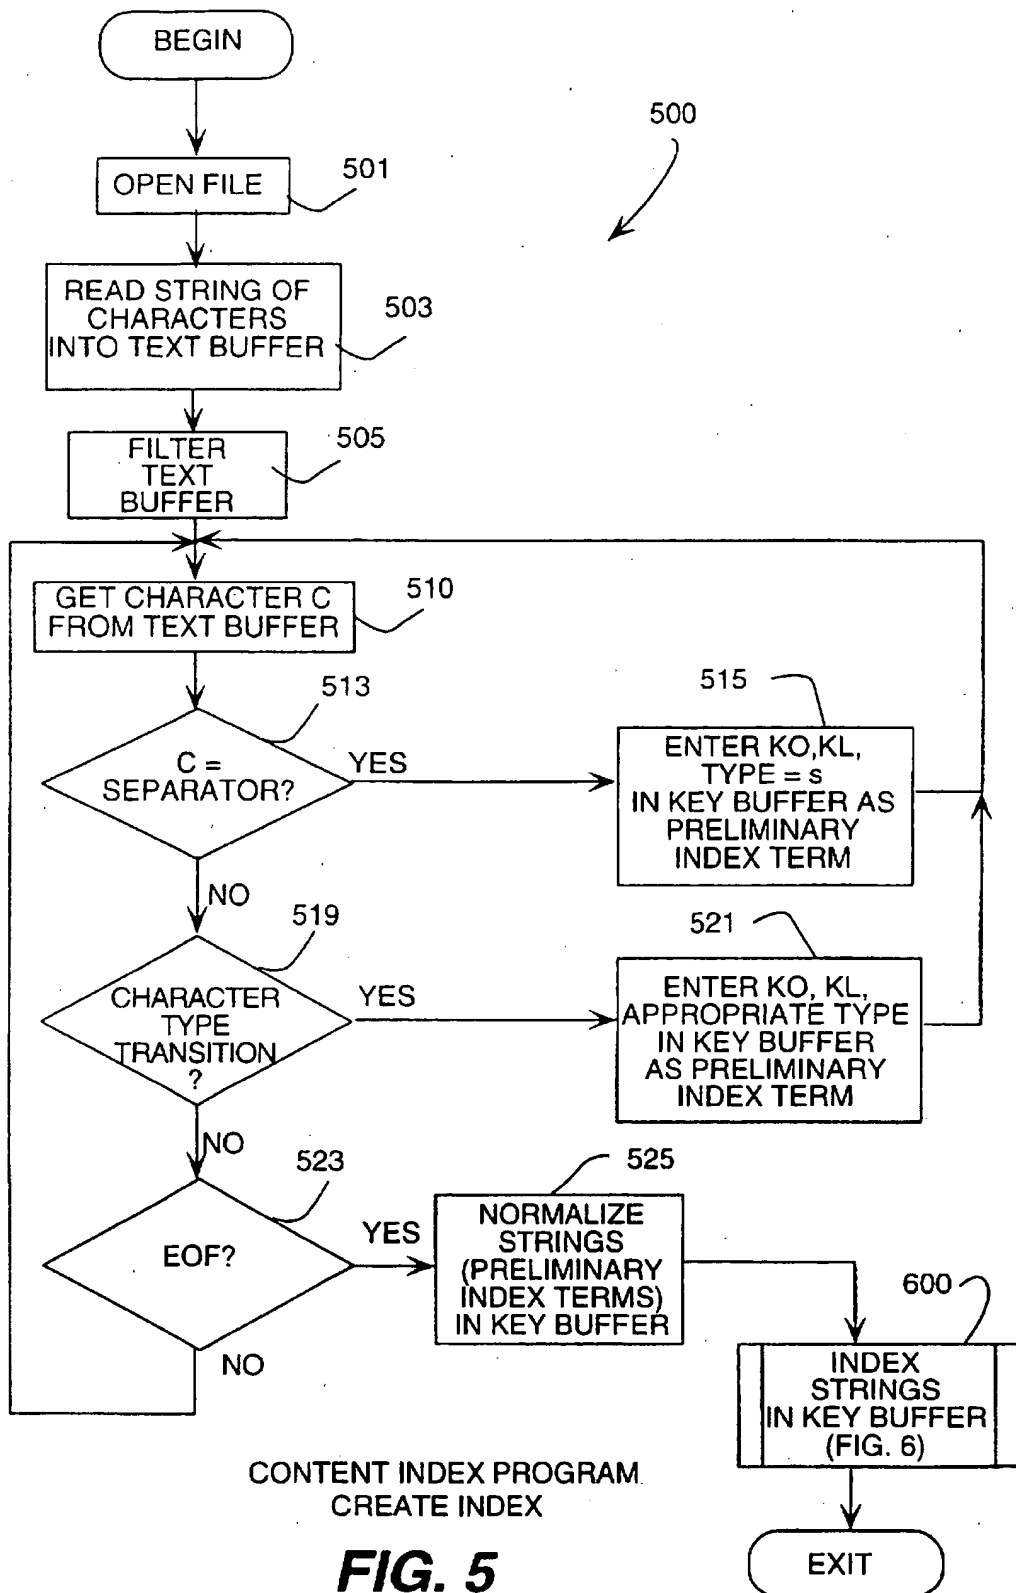 BEGIN
500
OPEN FILE
501
READ STRING OF
CHARACTERS
INTO TEXT BUFFER
503
FILTER
TEXT
BUFFER
505
GET CHARACTER C
FROM TEXT BUFFER
510
C =
SEPARATOR?
513
YES
515
ENTER KO,KL,
TYPE = s
IN KEY BUFFER AS
PRELIMINARY
INDEX TERM
NO
519
CHARACTER
TYPE
TRANSITION
?
YES
521
ENTER KO, KL,
APPROPRIATE TYPE
IN KEY BUFFER
AS PRELIMINARY
INDEX TERM
NO
523
EOF?
YES
525
NORMALIZE
STRINGS
(PRELIMINARY
INDEX TERMS)
IN KEY BUFFER
NO
600
INDEX
STRINGS
IN KEY BUFFER
(FIG. 6)
EXIT
CONTENT INDEX PROGRAM
CREATE INDEX
FIG. 5